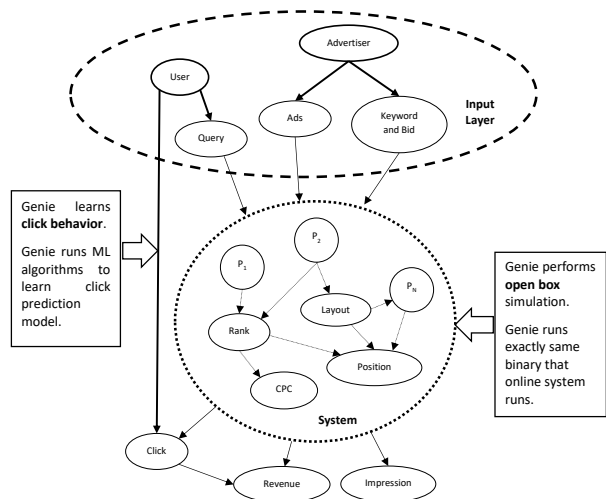 Advertiser
User
Ads
Keyword
and Bid
Input
Layer
Query
Genie learns
click behavior.
Genie runs ML
algorithms to
learn click
prediction
model.
P1
P2
PN
Layout
Rank
Position
CPC
System
Genie performs
open box
simulation.
Genie runs
exactly same
binary that
online system
runs.
Click
Revenue
Impression